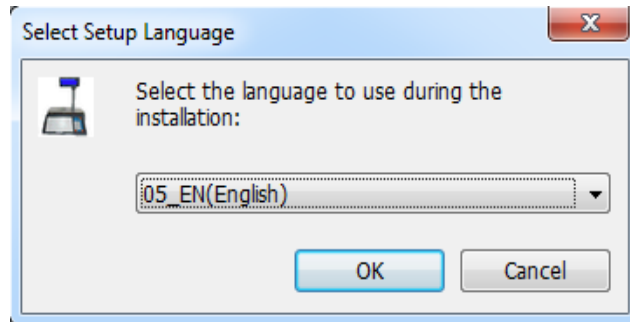 Select Setup Language
Select the language to use during the
installation:
05_EN(English)
OK
Cancel